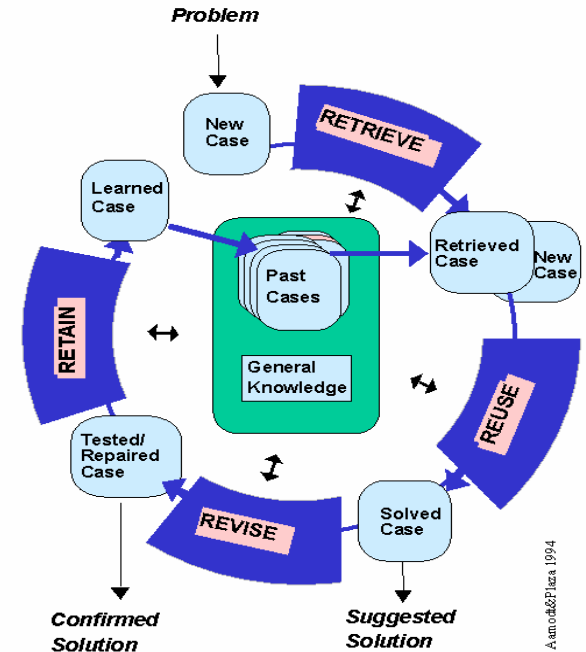 Problem
New
Case
RETRIEVE
Learned
Case
Retrieved
Case
New
Case
Past
Cases
General
Knowledge
RETAIN
REUSE
Tested/
Repaired
Case
REVISE
Solved
Case
Confirmed
Solution
Suggested
Solution
Aamodt&Plaza 1994